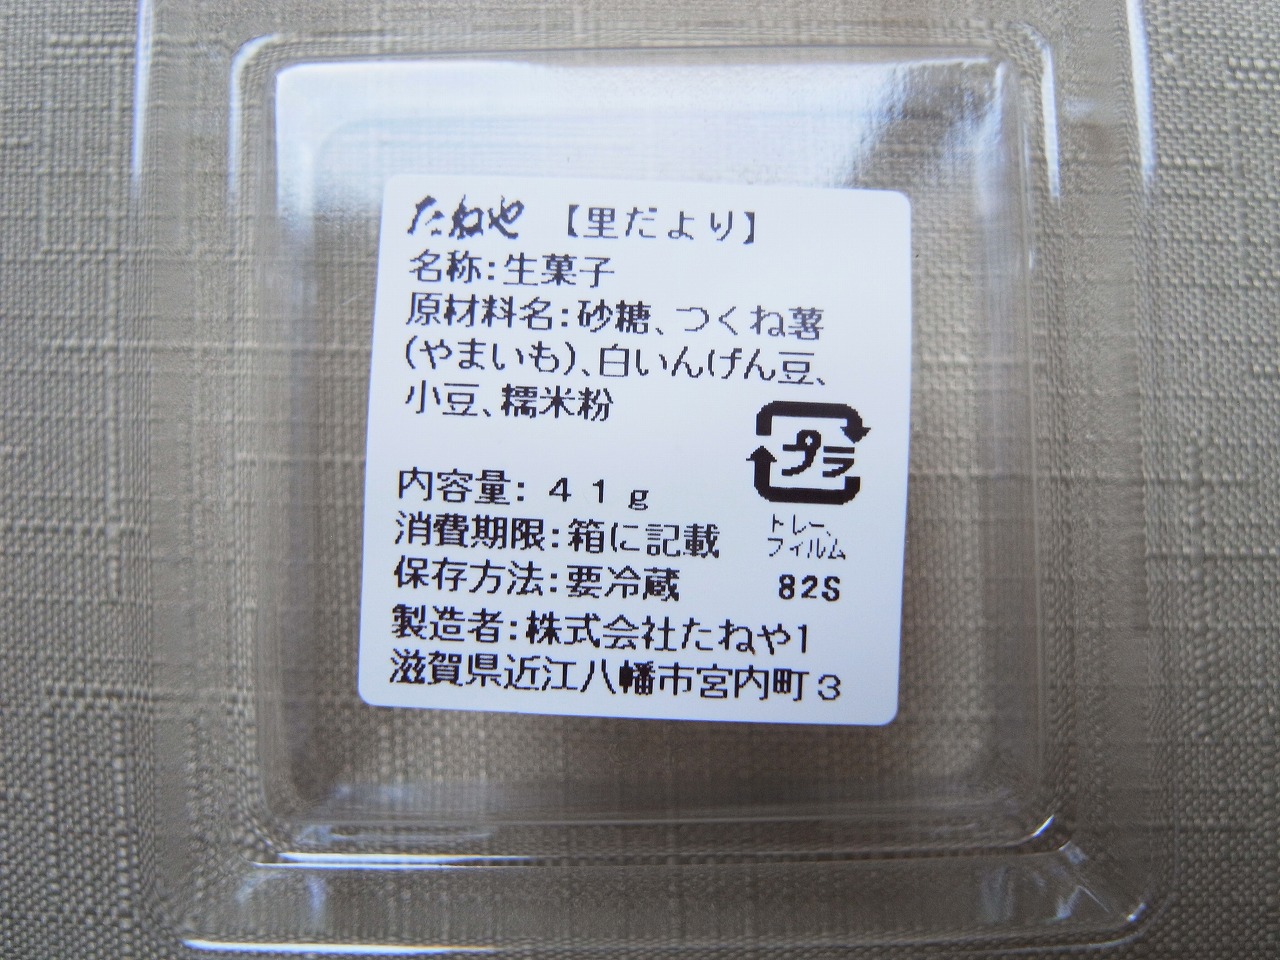 たねや 【里だより】
名称:生菓子
原材料名:砂糖、つくね薯
(やまいも)、白いんげん豆、
小豆、糯米粉
プラ
内容量: 41g
トレー、
フィルム
消費期限:箱に記載
保存方法:要冷蔵
82S
製造者:株式会社たねや1
滋賀県近江八幡市宮内町3